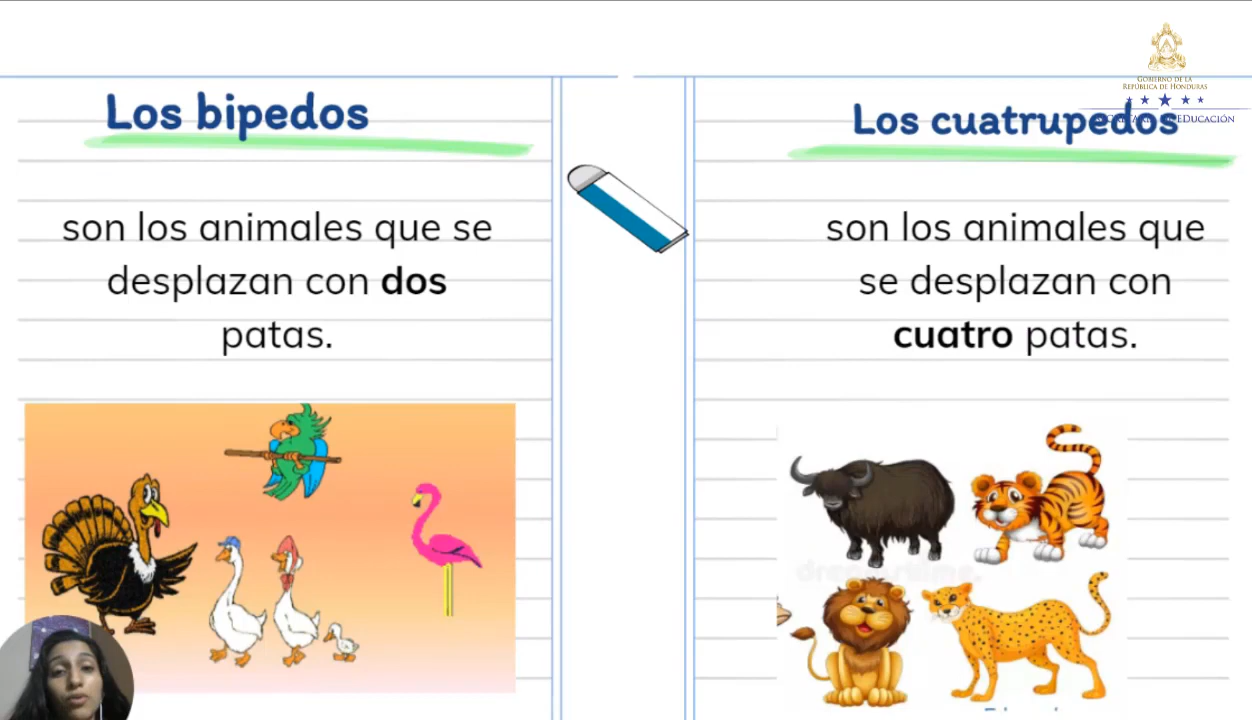 Los bipedos
son los animales que se
desplazan con dos
patas.
GOBIERNO DE LA
REPÚBLICA DE HONDURAS
Los cuatrupedos
EDUCACIÓN
son los animales que
se desplazan con
cuatro patas.